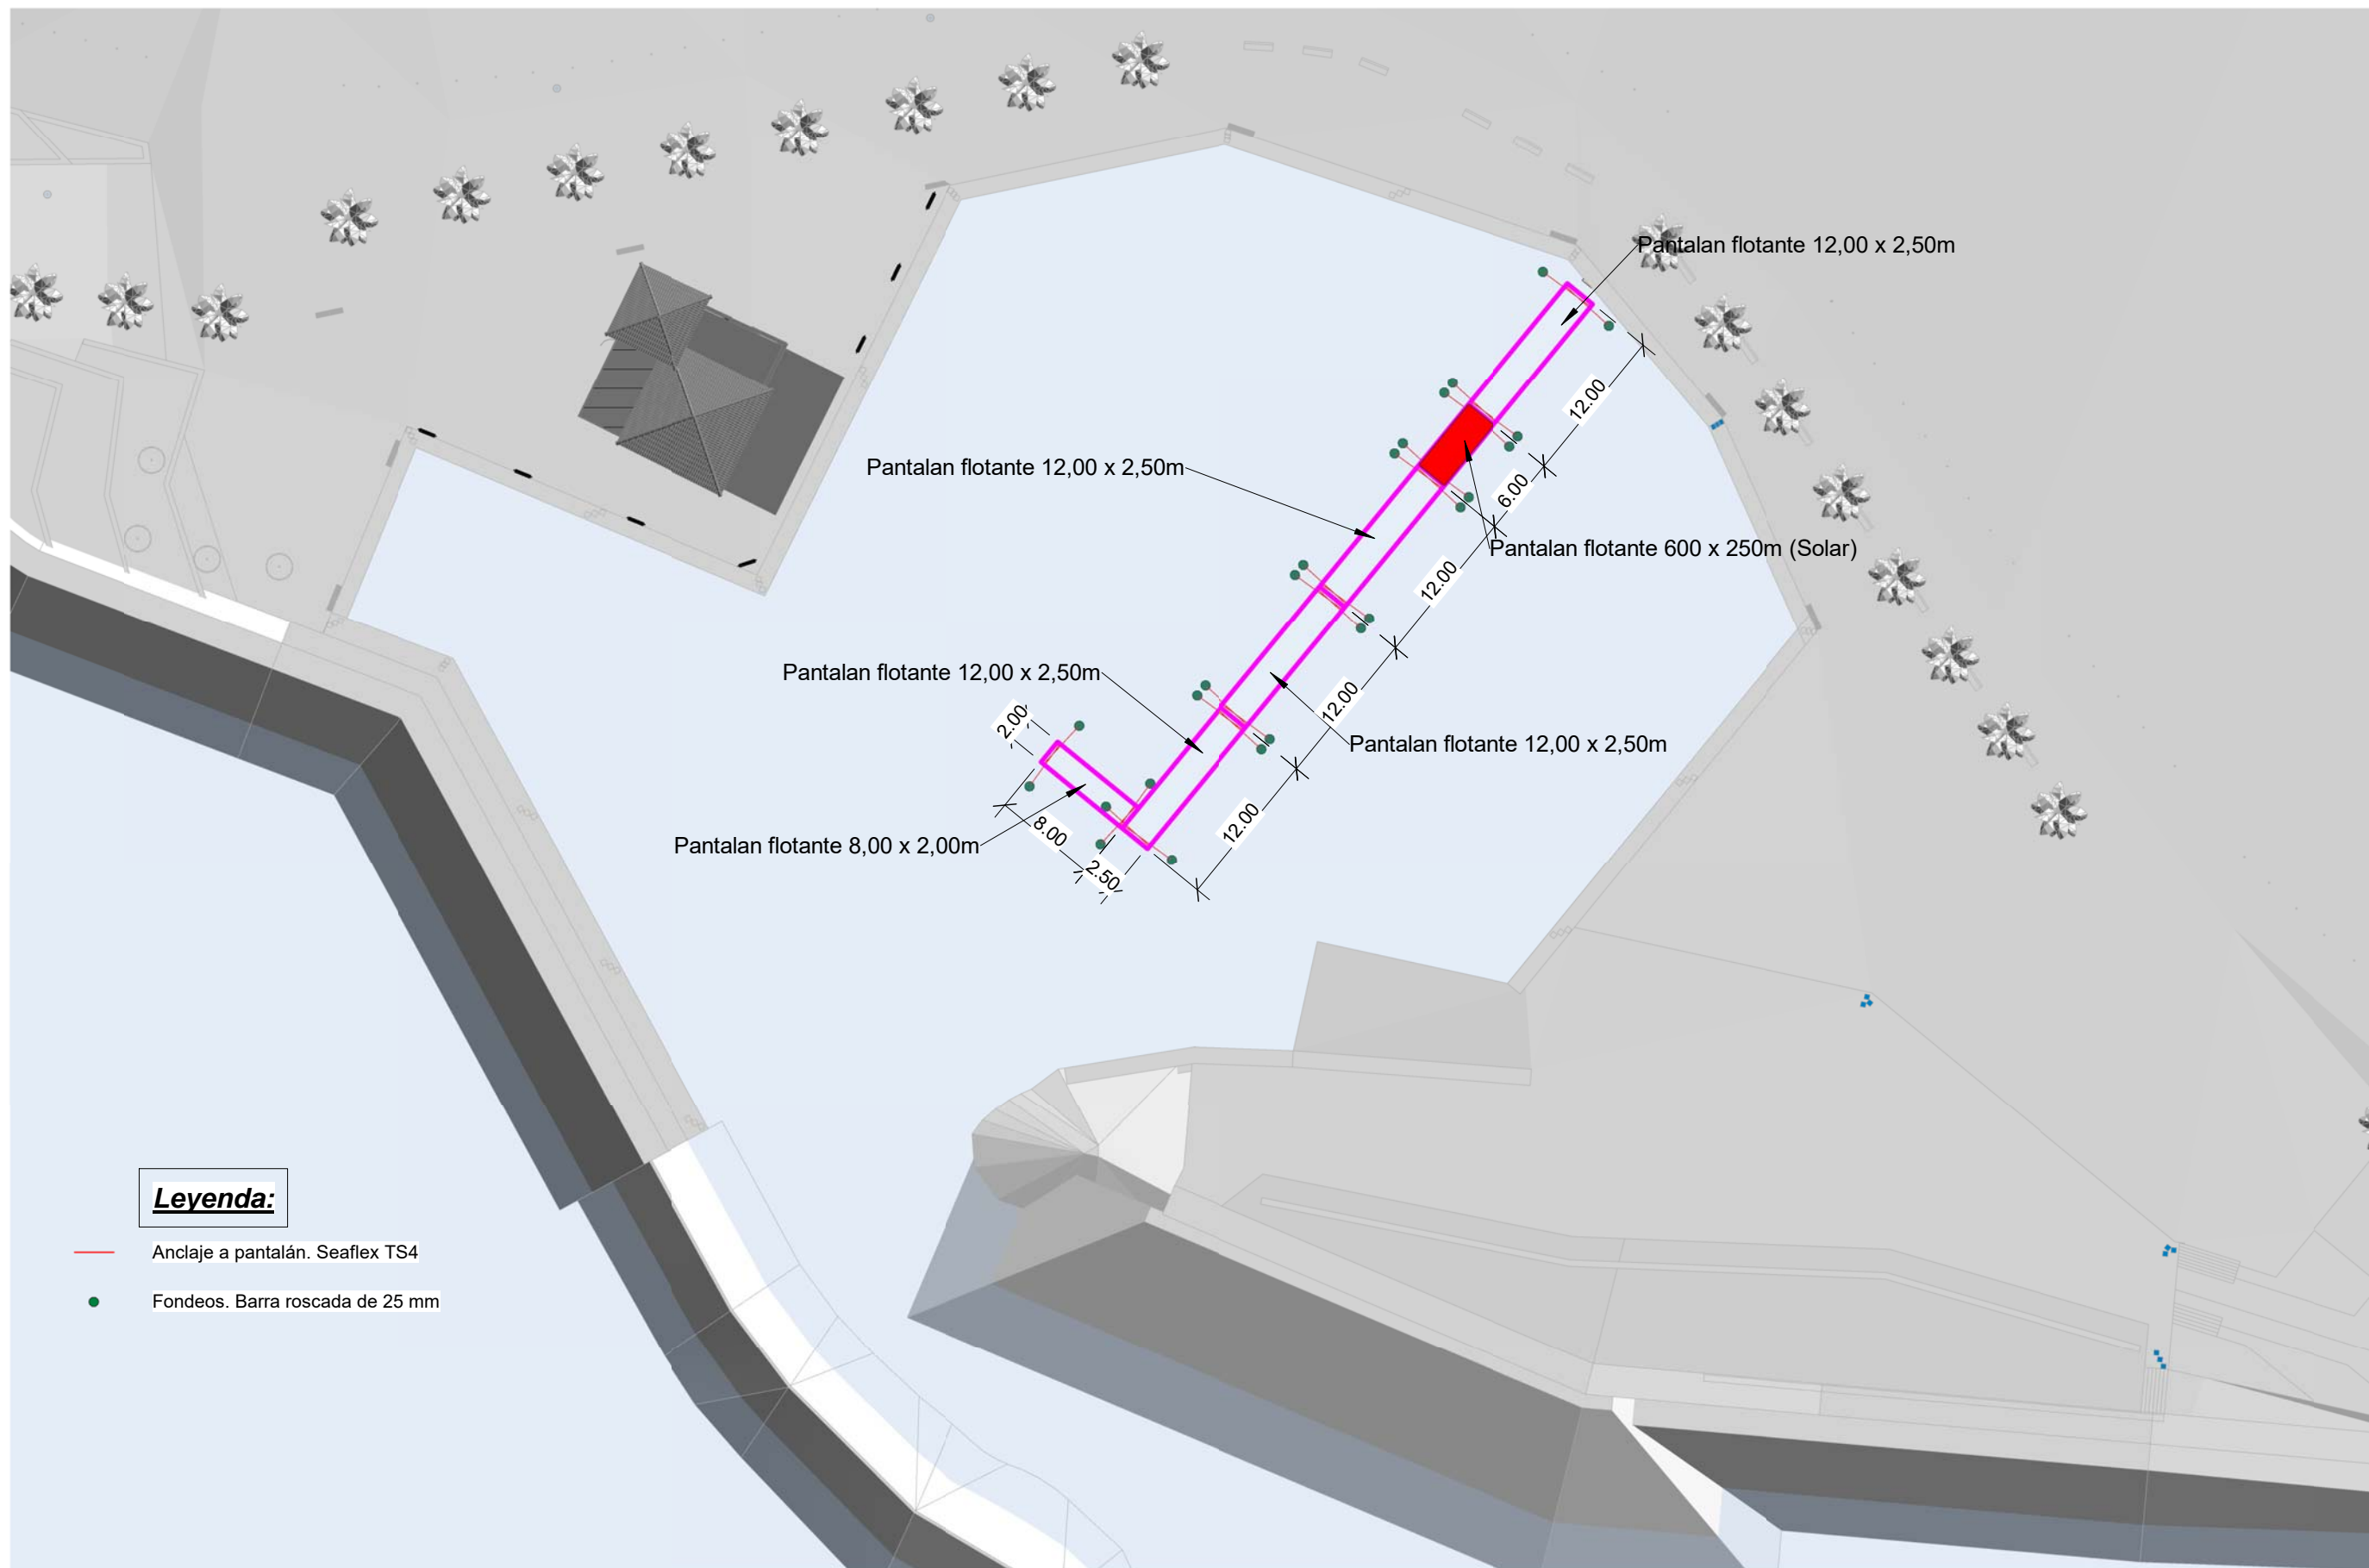 Pantalan flotante 12,00 x 2,50m
12.00
Pantalan flotante 12,00 x 2,50m
6.00
Pantalan flotante 600 x 250m (Solar)
12.00
Pantalan flotante 12,00 x 2,50m
12.00
2.00
Pantalan flotante 12,00 x 2,50m
12.00
8.00
Pantalan flotante 8,00 x 2,00m
2.50
Leyenda:
Anclaje a pantalán. Seaflex TS4
Fondeos. Barra roscada de 25 mm